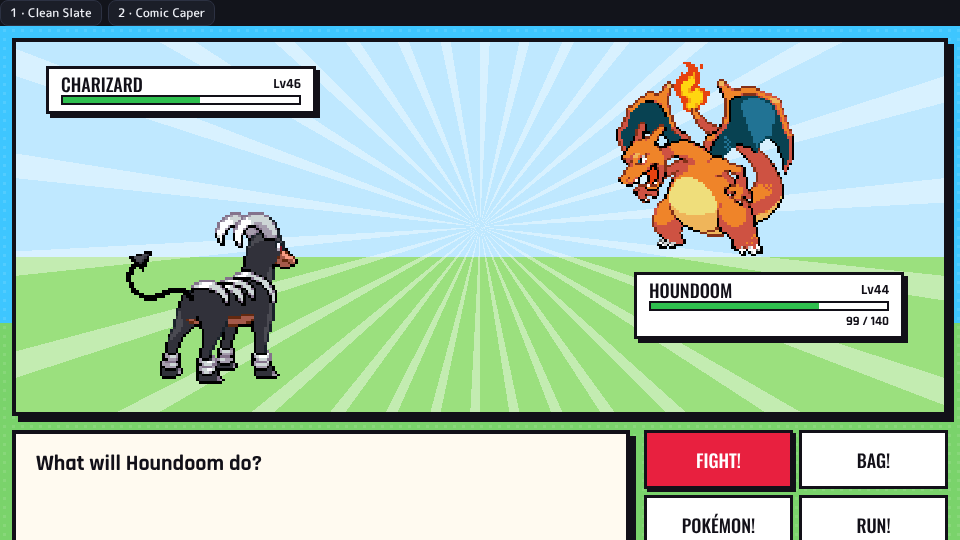 1 · Clean Slate
2 · Comic Caper
CHARIZARD Lv46
HOUNDOOM Lv44
99 / 140
What will Houndoom do?
FIGHT!
BAG!
POKÉMON!
RUN!